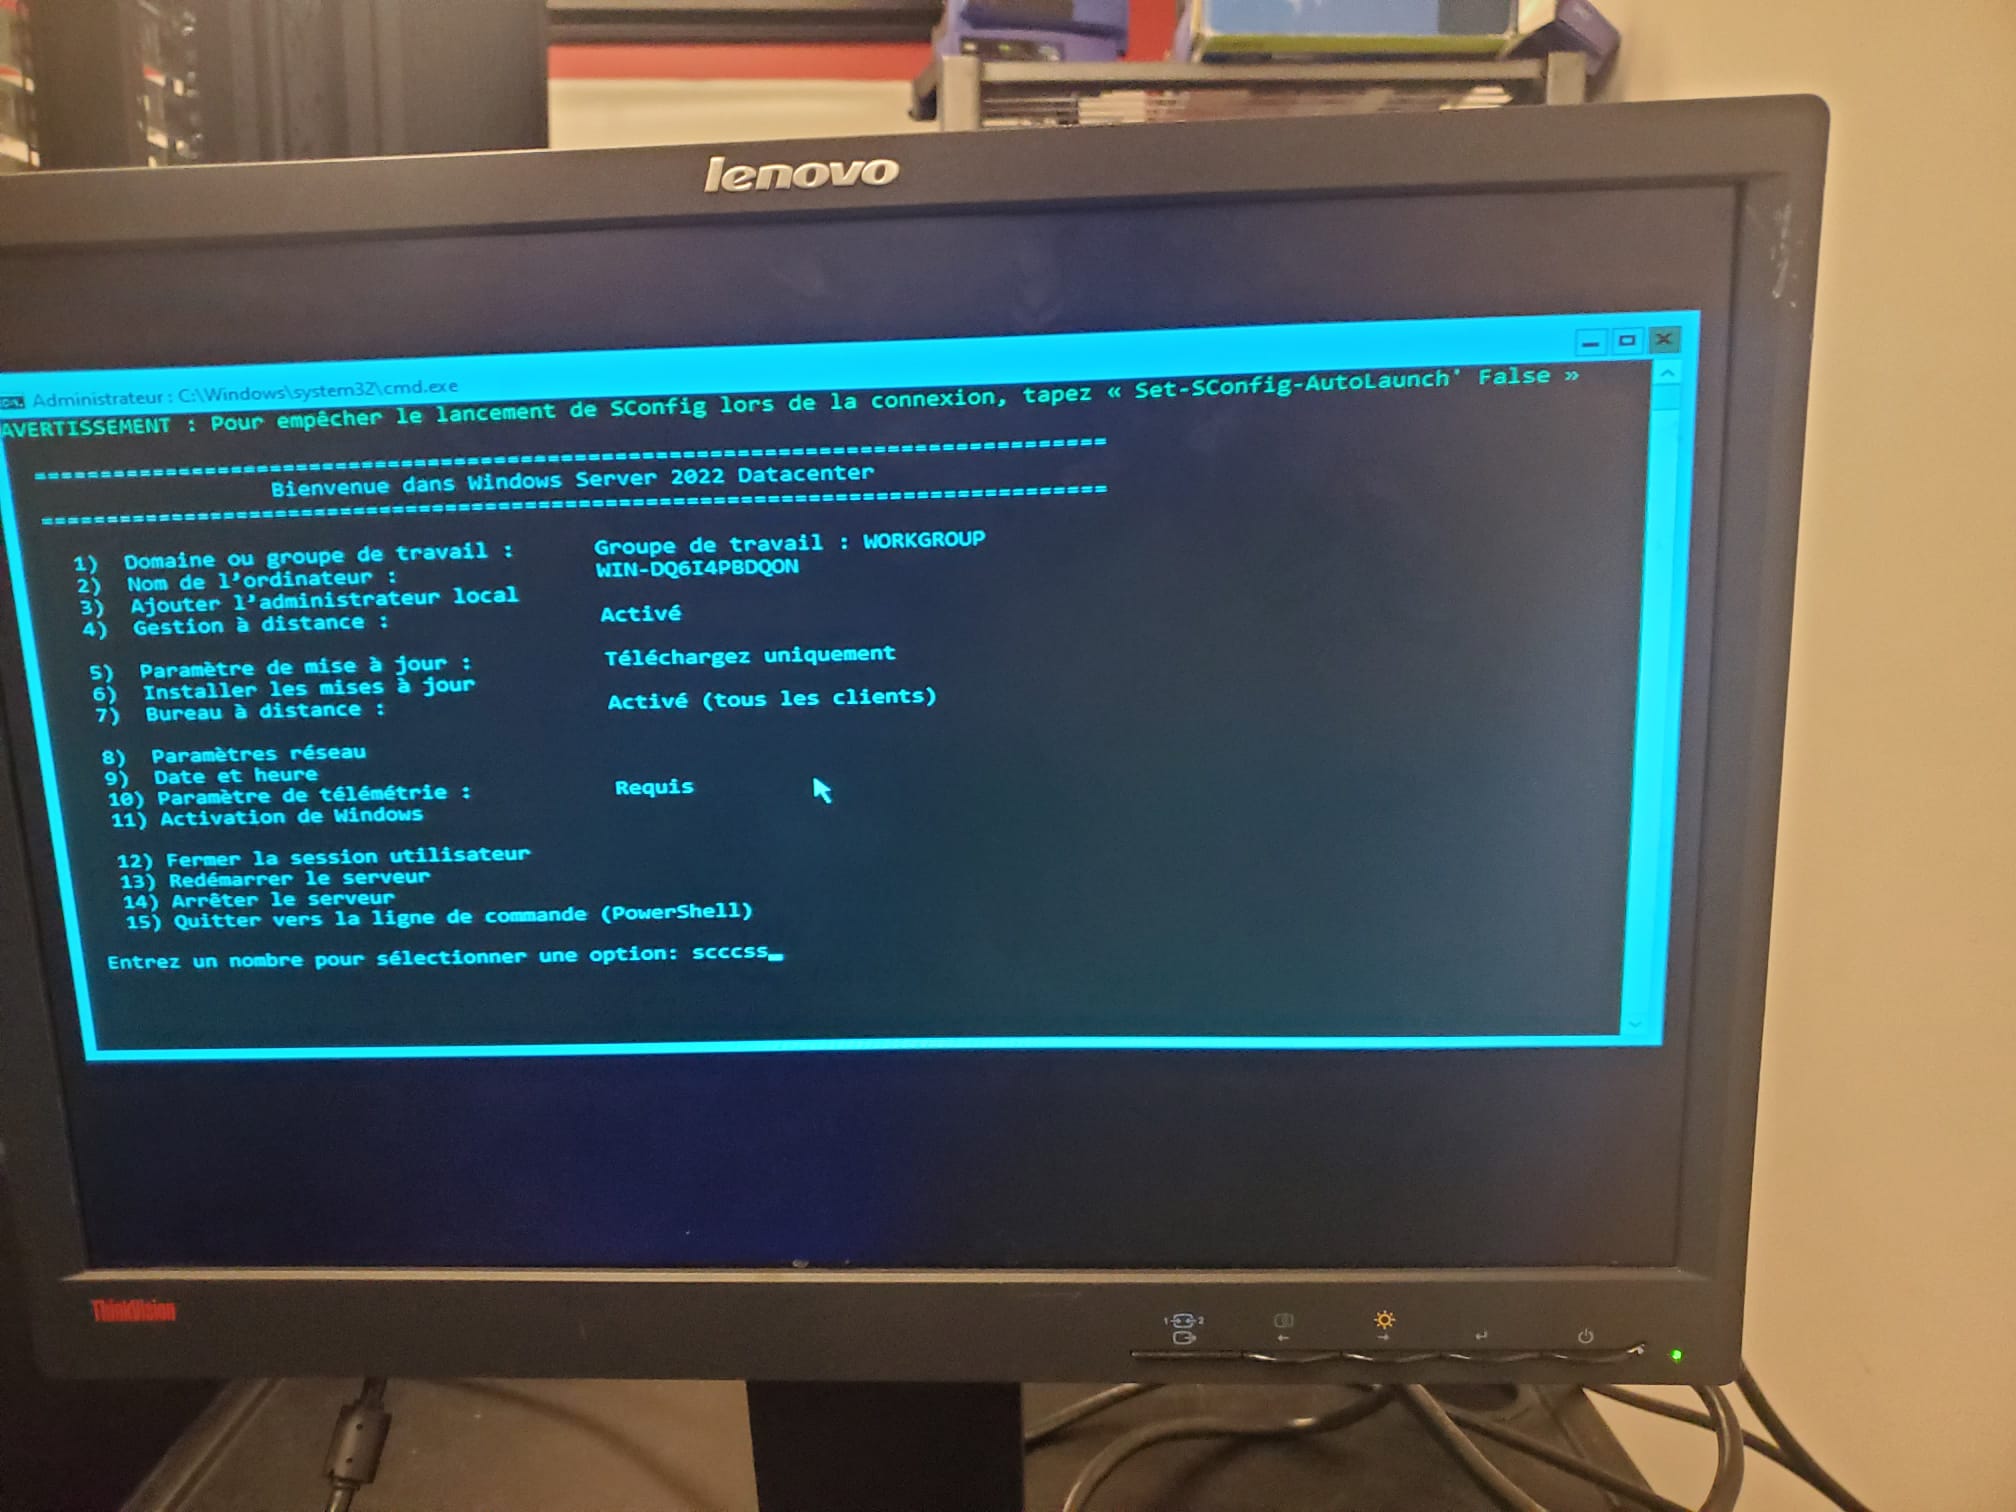 lenovo
Administrateur : C:\Windows\system32\cmd.exe
AVERTISSEMENT : Pour empêcher le lancement de SConfig lors de la connexion, tapez « Set-SConfig-AutoLaunch' False »
================================================================================
Bienvenue dans Windows Server 2022 Datacenter
================================================================================
1) Domaine ou groupe de travail : Groupe de travail : WORKGROUP
2) Nom de l'ordinateur : WIN-DQ6I4PBDQON
3) Ajouter l'administrateur local
4) Gestion à distance : Activé
5) Paramètre de mise à jour : Téléchargez uniquement
6) Installer les mises à jour
7) Bureau à distance : Activé (tous les clients)
8) Paramètres réseau
9) Date et heure
10) Paramètre de télémétrie : Requis
11) Activation de Windows
12) Fermer la session utilisateur
13) Redémarrer le serveur
14) Arrêter le serveur
15) Quitter vers la ligne de commande (PowerShell)
Entrez un nombre pour sélectionner une option: scccss
ThinkVision